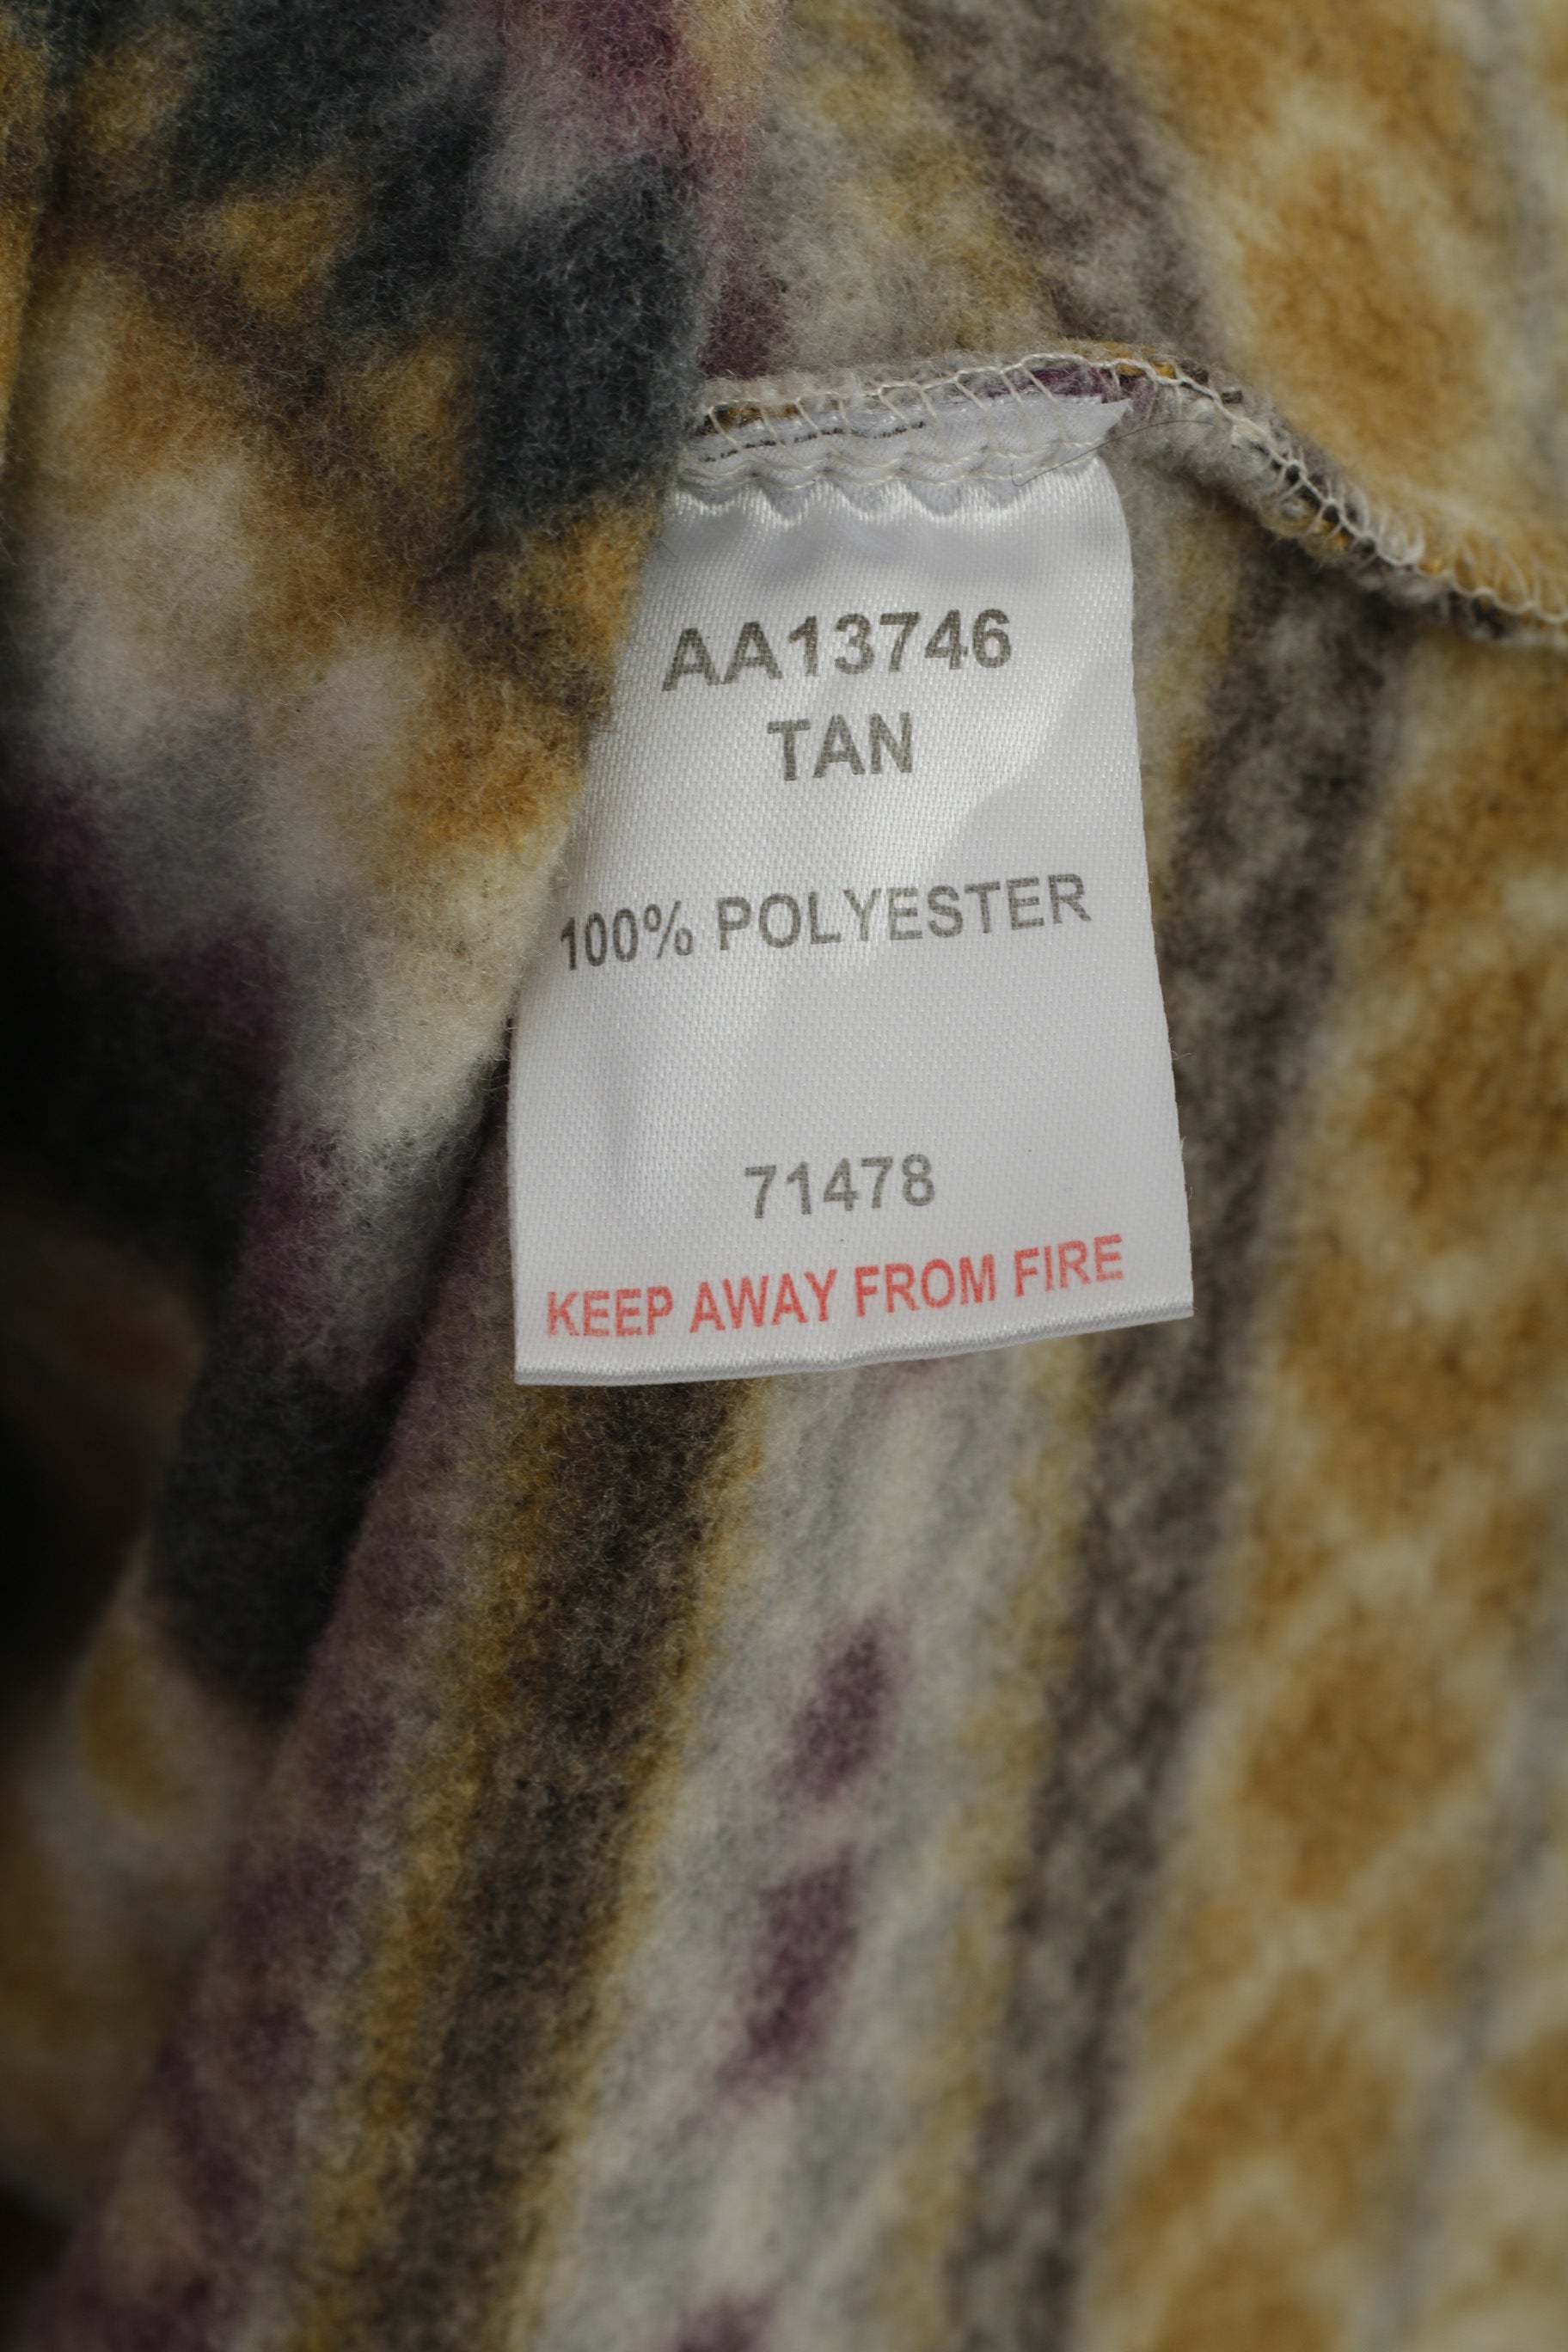 AA13746
TAN
100% POLYESTER
71478
KEEP AWAY FROM FIRE